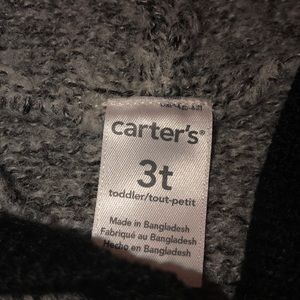 carter's®
3t
toddler/tout-petit
Made in Bangladesh
Fabriqué au Bangladesh
Hecho en Bangladesh